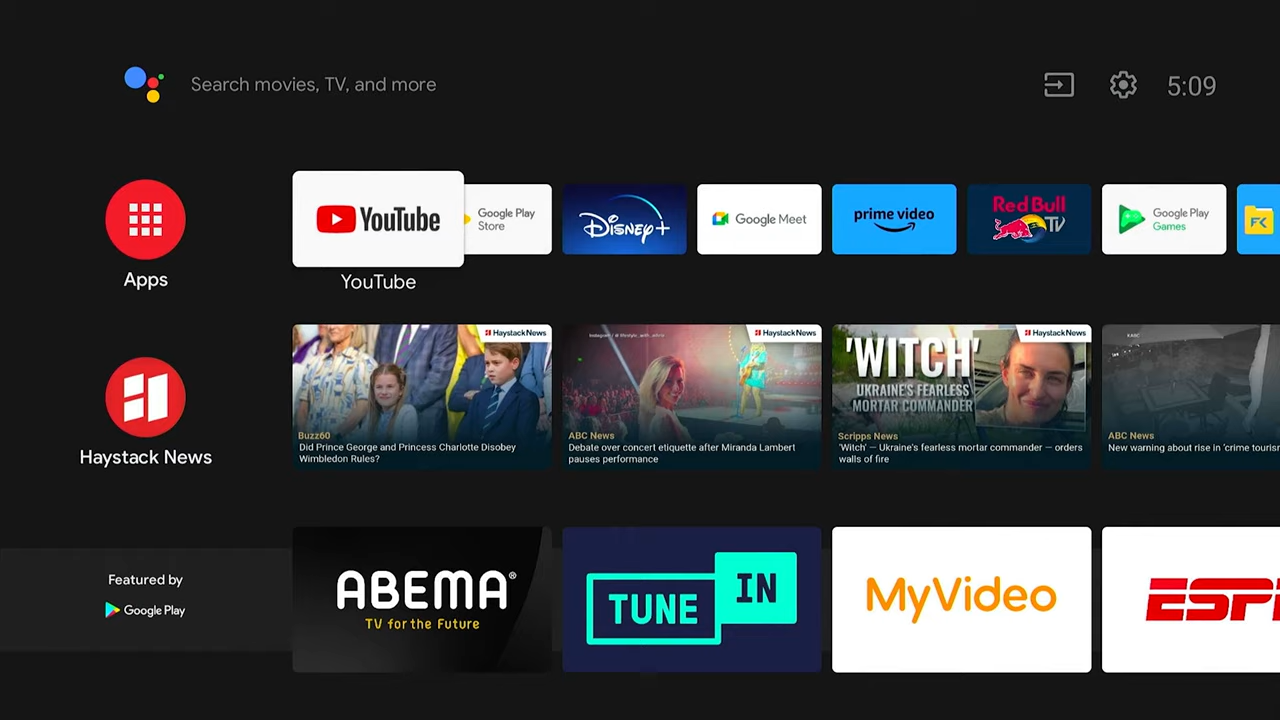 Search movies, TV, and more
5:09
YouTube
Google Play
Store
Disney+
Google Meet
prime video
Red Bull
TV
Google Play
Games
FX
Apps
YouTube
HaystackNews
Buzz60
Did Prince George and Princess Charlotte Disobey
Wimbledon Rules?
HaystackNews
ABC News
Debate over concert etiquette after Miranda Lambert
pauses performance
'WITCH'
UKRAINE'S FEARLESS
MORTAR COMMANDER
HaystackNews
Scripps News
'Witch' — Ukraine's fearless mortar commander — orders
walls of fire
KABC
ABC News
New warning about rise in 'crime tourism
Haystack News
Featured by
Google Play
ABEMA®
TV for the Future
TUNE
IN
MyVideo
ESP